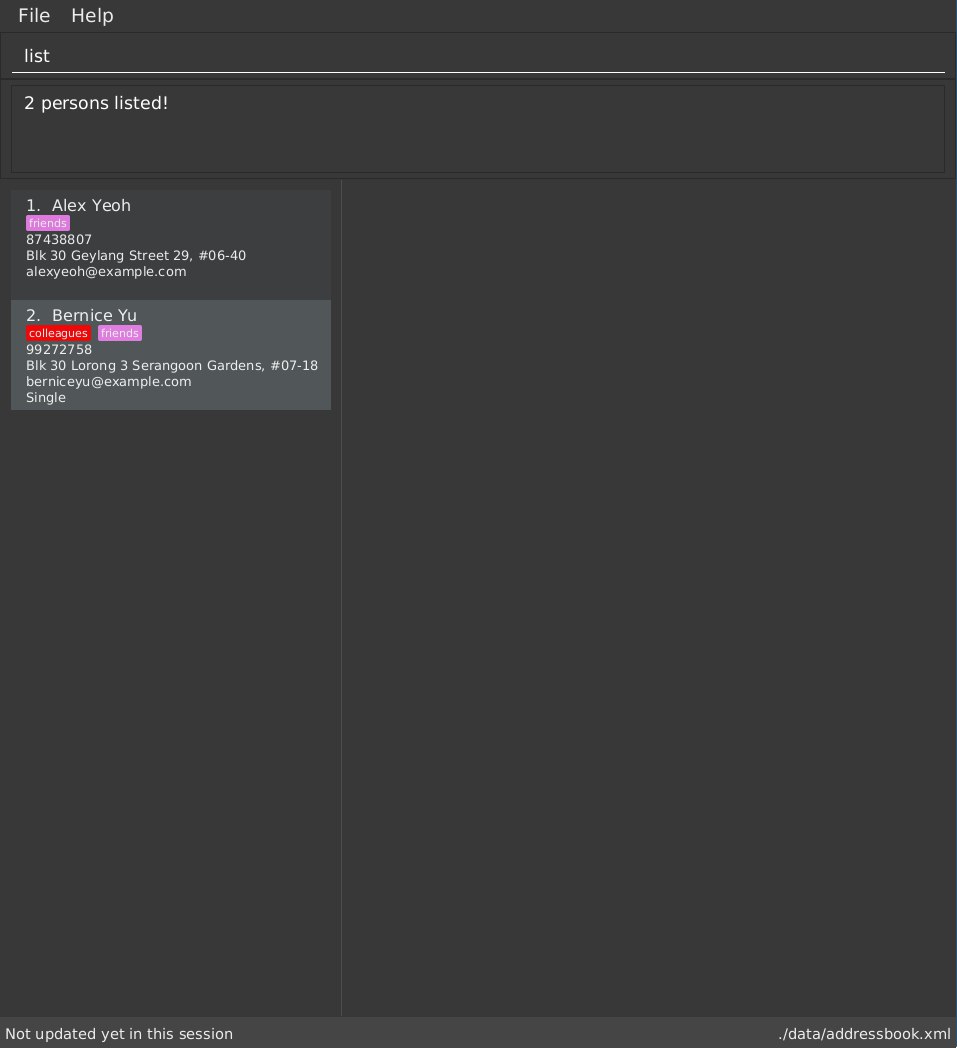 File Help
list
2 persons listed!
1. Alex Yeoh
friends
87438807
Blk 30 Geylang Street 29, #06-40
alexyeoh@example.com
2. Bernice Yu
colleagues friends
99272758
Blk 30 Lorong 3 Serangoon Gardens, #07-18
berniceyu@example.com
Single
Not updated yet in this session ./data/addressbook.xml